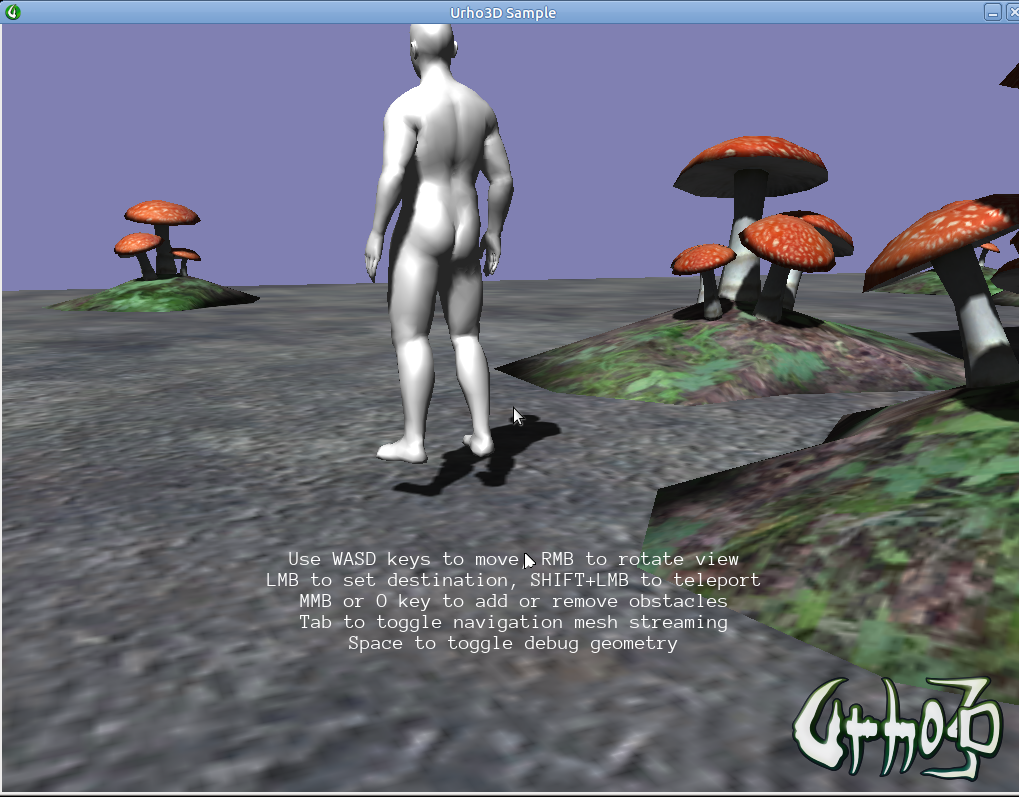 Urho3D Sample
Use WASD keys to move, RMB to rotate view
LMB to set destination, SHIFT+LMB to teleport
MMB or O key to add or remove obstacles
Tab to toggle navigation mesh streaming
Space to toggle debug geometry
Urho3D